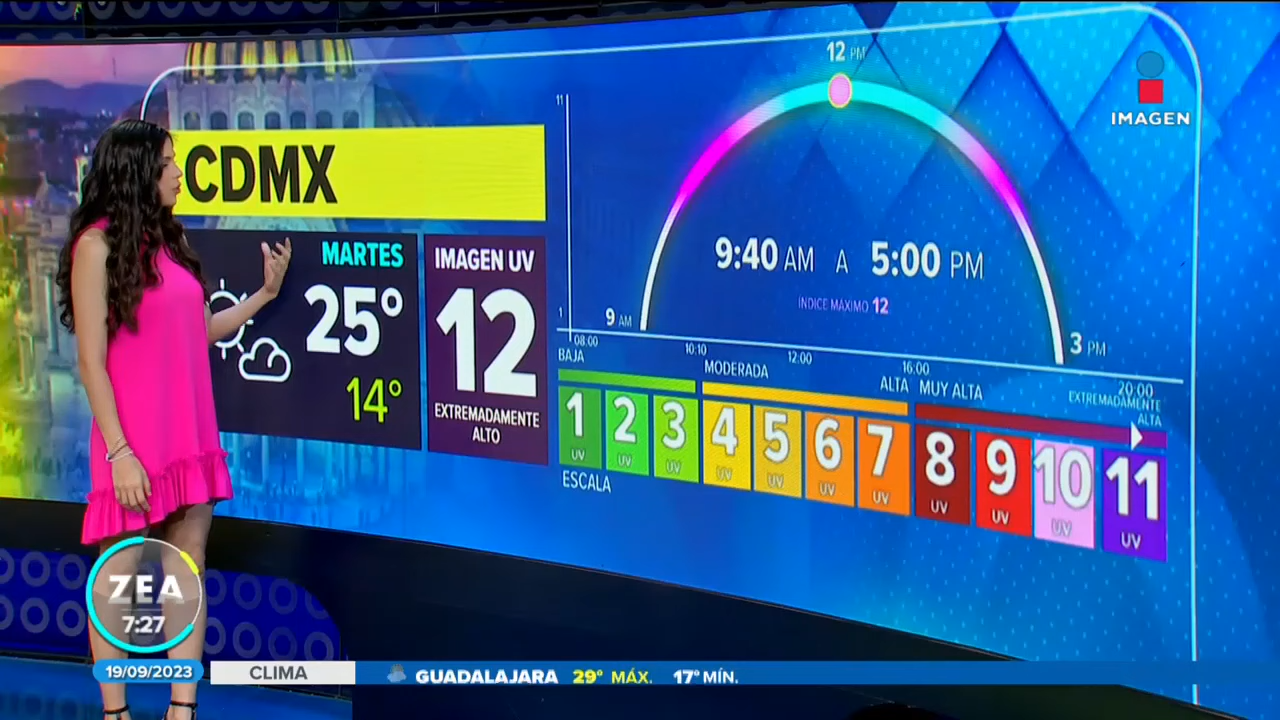 12 PM
IMAGEN
CDMX
MARTES
25°
14°
IMAGEN UV
12
EXTREMADAMENTE
ALTO
11
1
9:40 AM A 5:00 PM
INDICE MAXIMO 12
9 AM
3 PM
08:00
10:10
12:00
16:00
20:00
BAJA
MODERADA
ALTA
MUY ALTA
EXTREMADAMENTE
ALTA
1 2 3 4 5 6 7 8 9 10 11
UV UV UV UV UV UV UV UV UV UV UV
ESCALA
ZEA
7:27
19/09/2023
CLIMA
GUADALAJARA 29° MÁX. 17° MÍN.